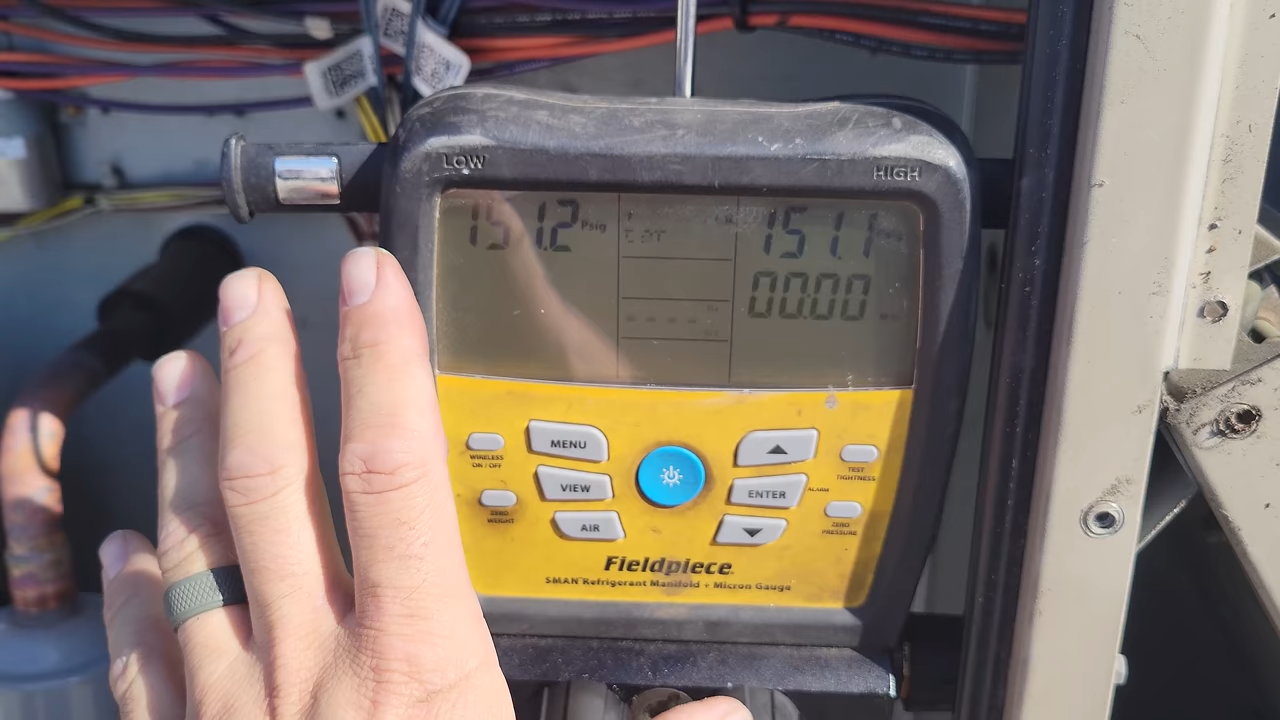 LOW
HIGH
151.2 Psig
151.1
00:00
MENU
VIEW
AIR
ENTER
WIRELESS
ON / OFF
ZERO
WEIGHT
TEST
TIGHTNESS
ALARM
ZERO
PRESSURE
Fieldpiece
SMAN™ Refrigerant Manifold + Micron Gauge